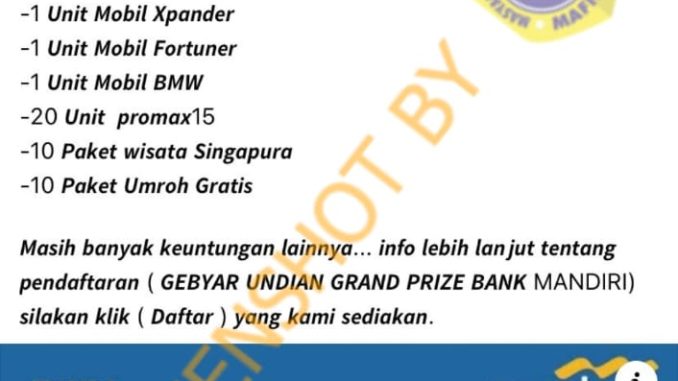 -1 Unit Mobil Xpander
-1 Unit Mobil Fortuner
-1 Unit Mobil BMW
-20 Unit promax15
-10 Paket wisata Singapura
-10 Paket Umroh Gratis
Masih banyak keuntungan lainnya... info lebih lanjut tentang
pendaftaran ( GEBYAR UNDIAN GRAND PRIZE BANK MANDIRI)
silakan klik ( Daftar ) yang kami sediakan.
ENSHOT BY